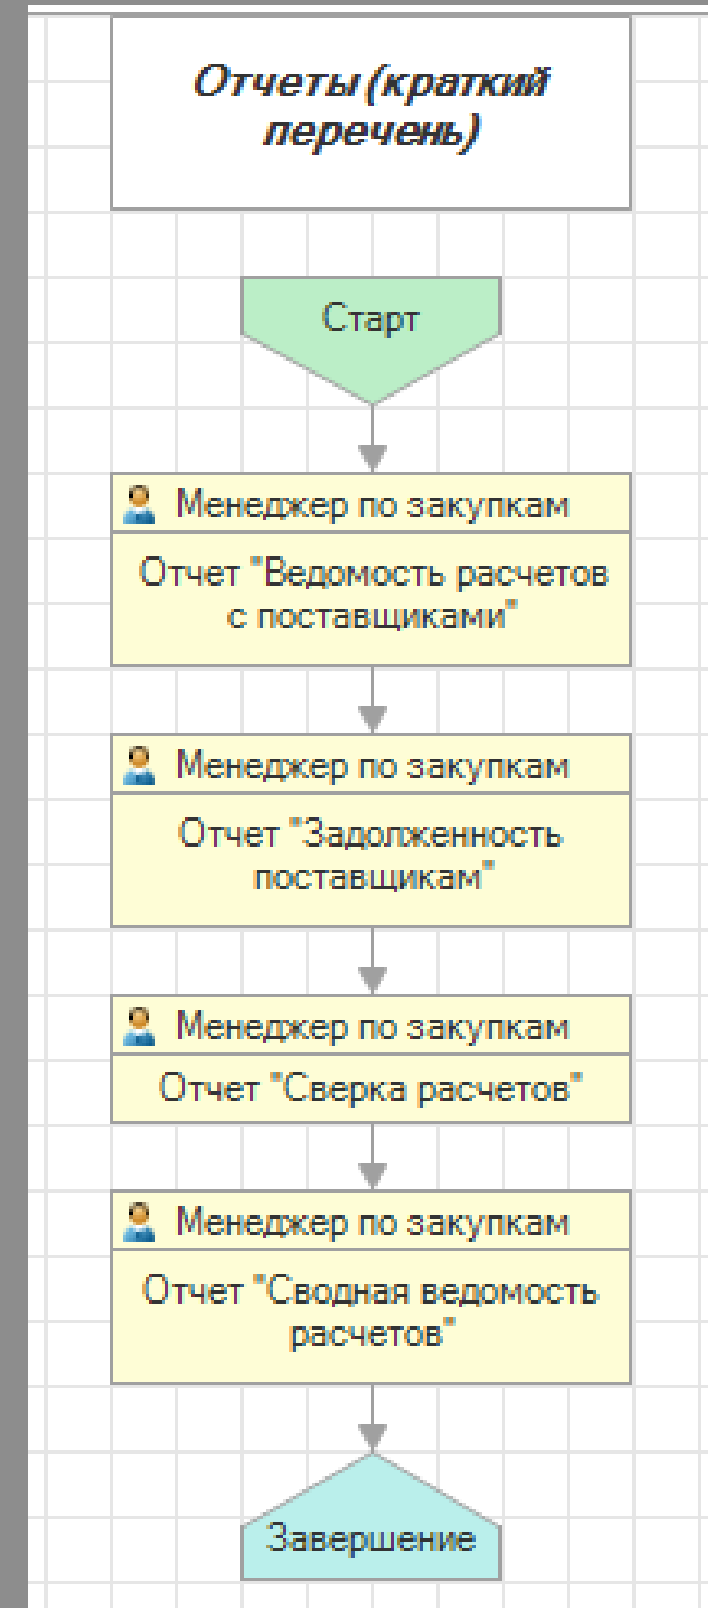 Отчеты (краткий
перечень)
Старт
Менеджер по закупкам
Отчет "Ведомость расчетов
с поставщиками"
Менеджер по закупкам
Отчет "Задолженность
поставщикам"
Менеджер по закупкам
Отчет "Сверка расчетов"
Менеджер по закупкам
Отчет "Сводная ведомость
расчетов"
Завершение